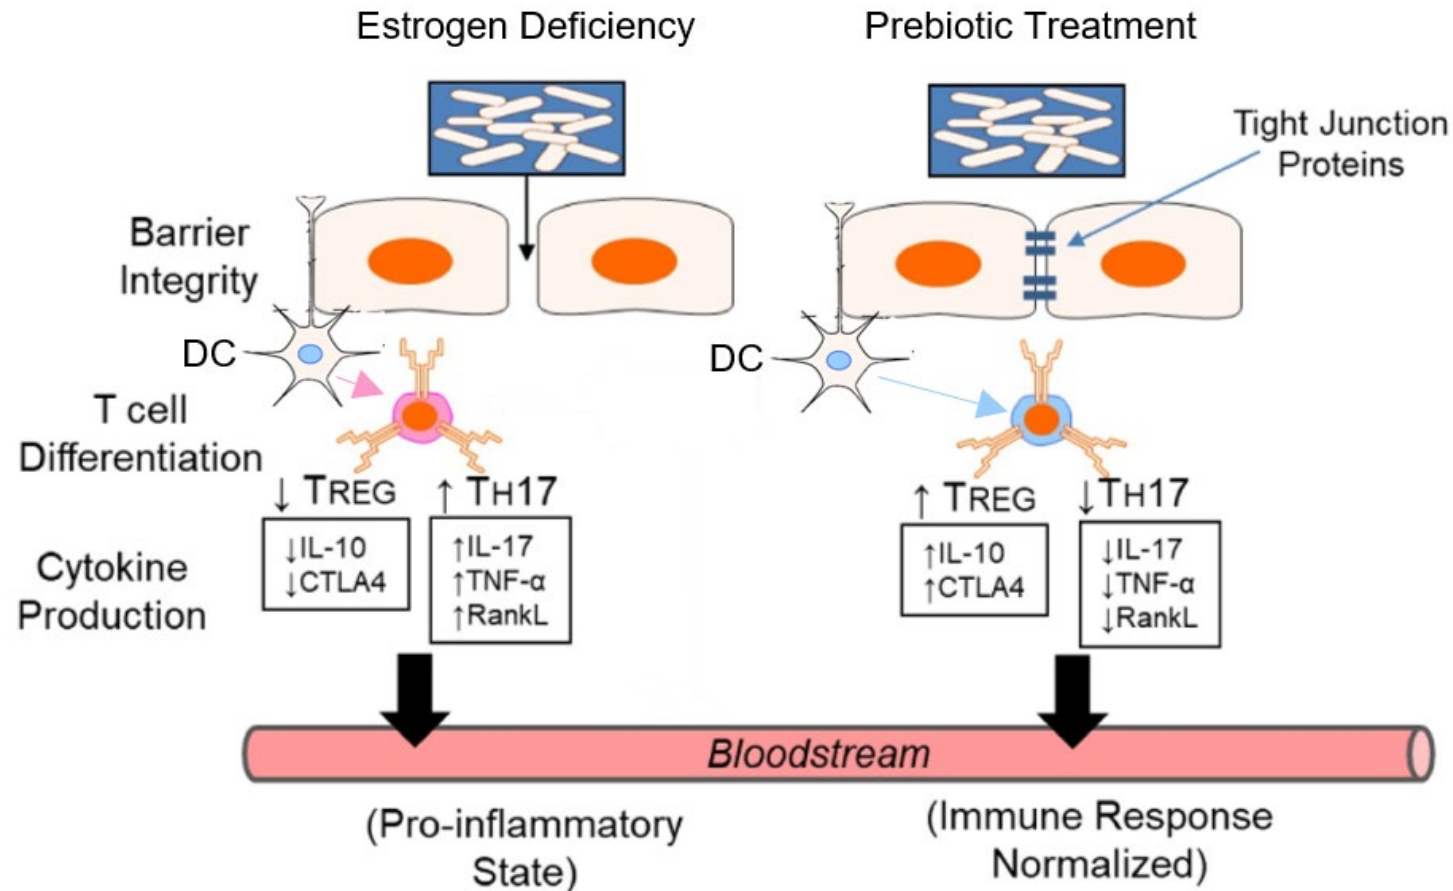 Estrogen Deficiency
Prebiotic Treatment
Tight Junction
Proteins
Barrier
Integrity
DC
DC
T cell
Differentiation
↓ TREG
↑ TH17
↑ TREG
↓TH17
Cytokine
Production
↓IL-10
↓CTLA4
↑IL-17
↑TNF-α
↑RankL
↑IL-10
↑CTLA4
↓IL-17
↓TNF-α
↓RankL
Bloodstream
(Pro-inflammatory
State)
(Immune Response
Normalized)